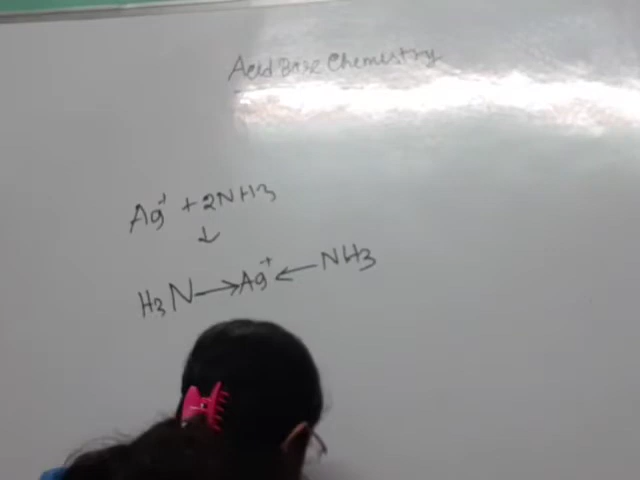 Acid Base Chemistry
Ag⁺ + 2NH3
↓
H3N → Ag⁺ ← NH3